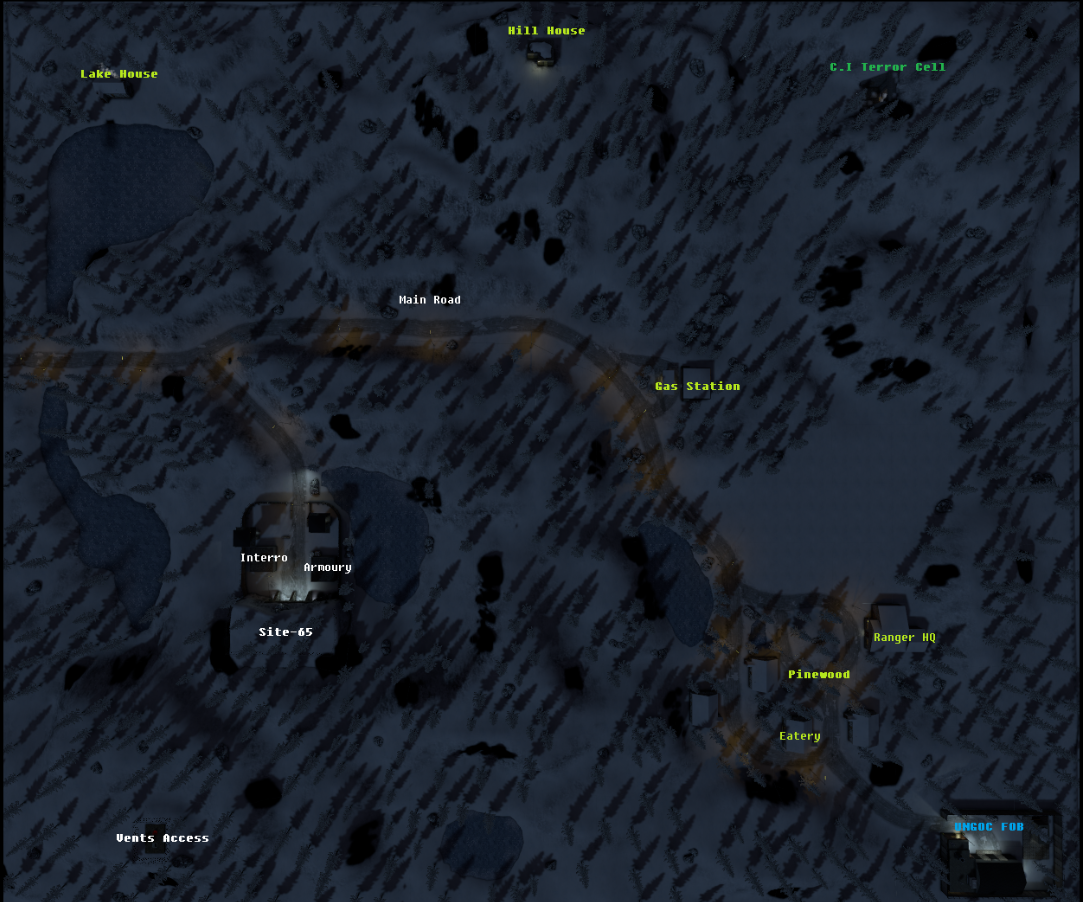 Hill House
C.I Terror Cell
Lake House
Main Road
Gas Station
Interro
Armoury
Site-65
Ranger HQ
Pinewood
Eatery
UNGOC FOB
Vents Access